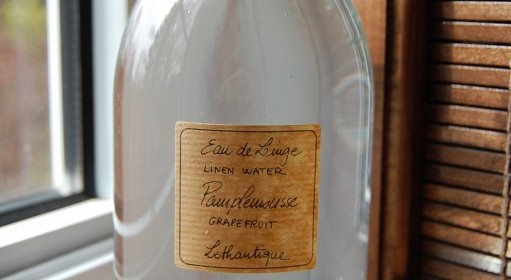 Eau de Linge
LINEN WATER
Pamplemousse
GRAPEFRUIT
Lothantique